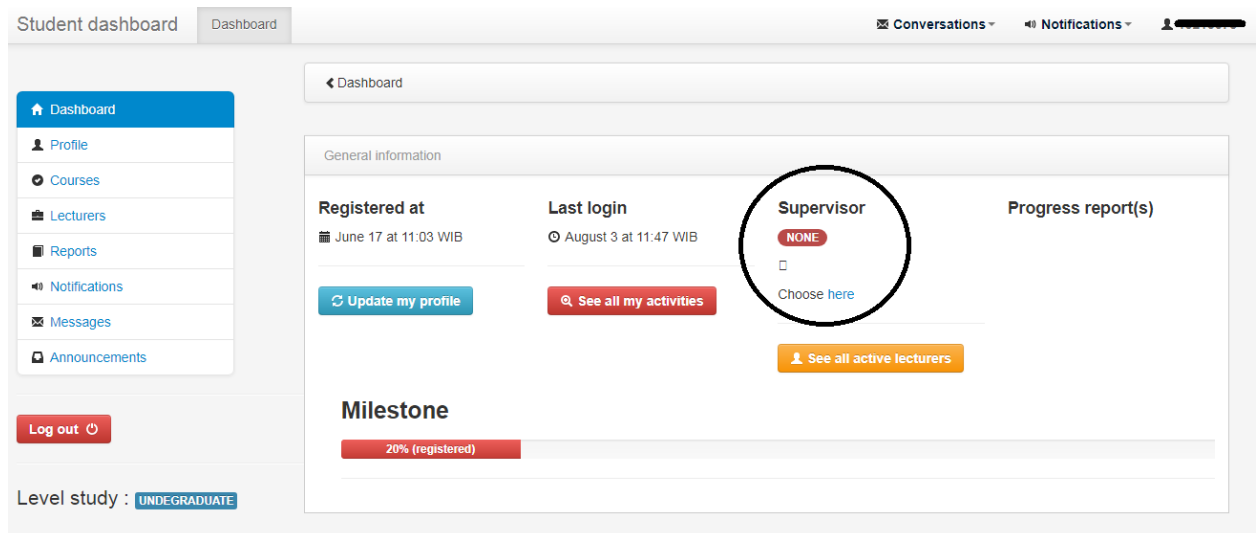 Student dashboard Dashboard Conversations Notifications
Dashboard
Dashboard
Profile
Courses
Lecturers
Reports
Notifications
Messages
Announcements
Log out
Level study : UNDEGRADUATE
General information
Registered at
June 17 at 11:03 WIB
Update my profile
Last login
August 3 at 11:47 WIB
See all my activities
Supervisor
NONE
Choose here
See all active lecturers
Progress report(s)
Milestone
20% (registered)